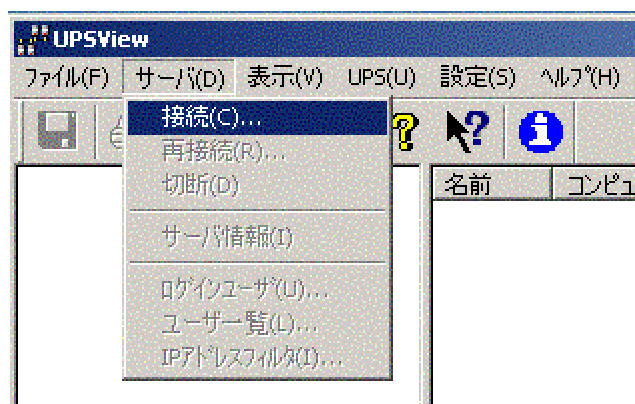 UPSView
ﾌｧｲﾙ(F) サーバ(D) 表示(V) UPS(U) 設定(S) ﾍﾙﾌﾟ(H)
接続(C)...
再接続(R)...
切断(D)
サーバ情報(I)
ﾛｸﾞｲﾝﾕｰｻﾞ(U)...
ユーザ一覧(L)...
IPｱﾄﾞﾚｽﾌｨﾙﾀ(I)...
名前 コンピュ